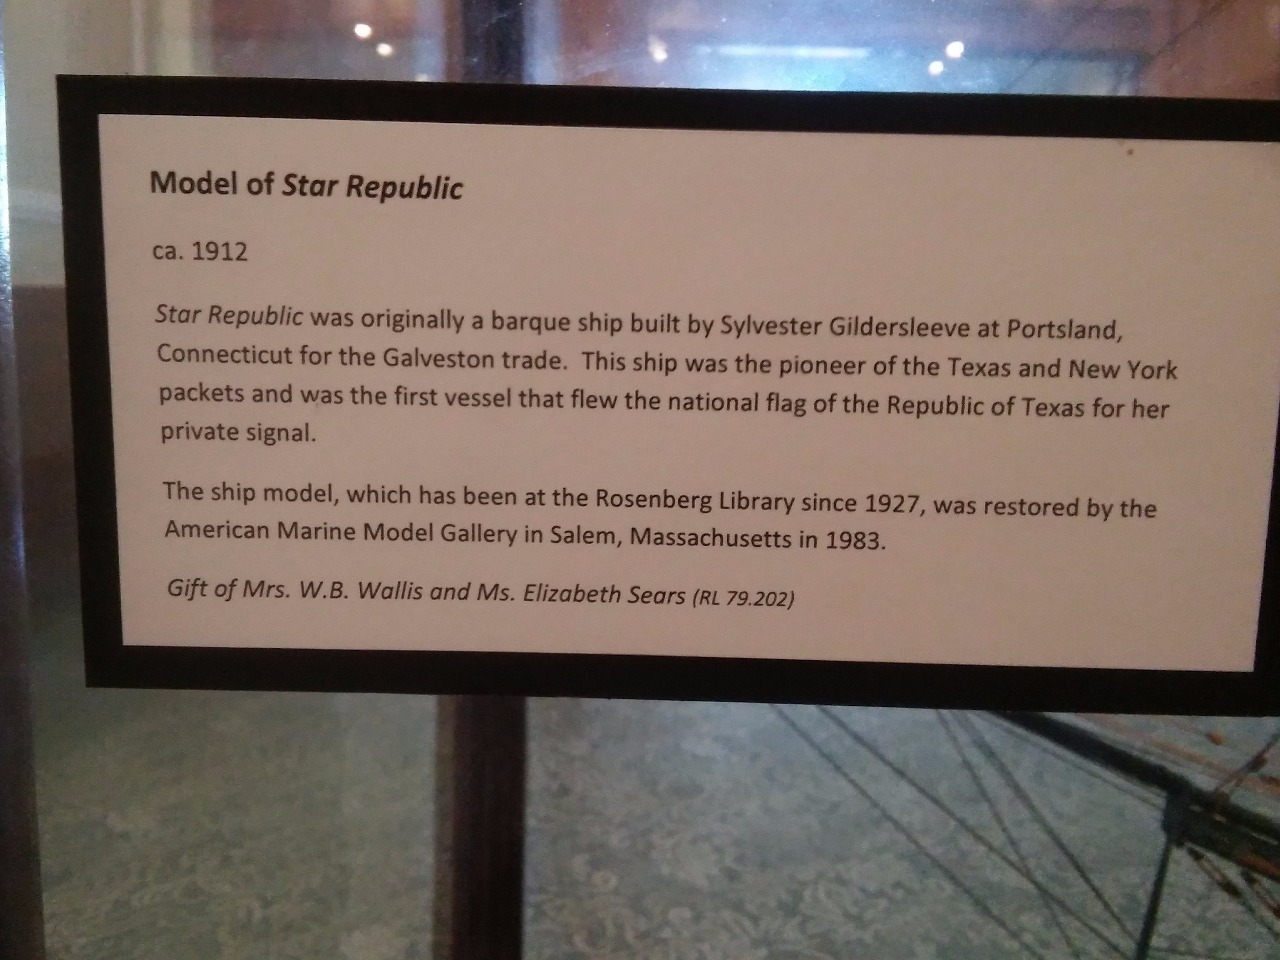 Model of Star Republic
ca. 1912
Star Republic was originally a barque ship built by Sylvester Gildersleeve at Portsland,
Connecticut for the Galveston trade.  This ship was the pioneer of the Texas and New York
packets and was the first vessel that flew the national flag of the Republic of Texas for her
private signal.
The ship model, which has been at the Rosenberg Library since 1927, was restored by the
American Marine Model Gallery in Salem, Massachusetts in 1983.
Gift of Mrs. W.B. Wallis and Ms. Elizabeth Sears (RL 79.202)